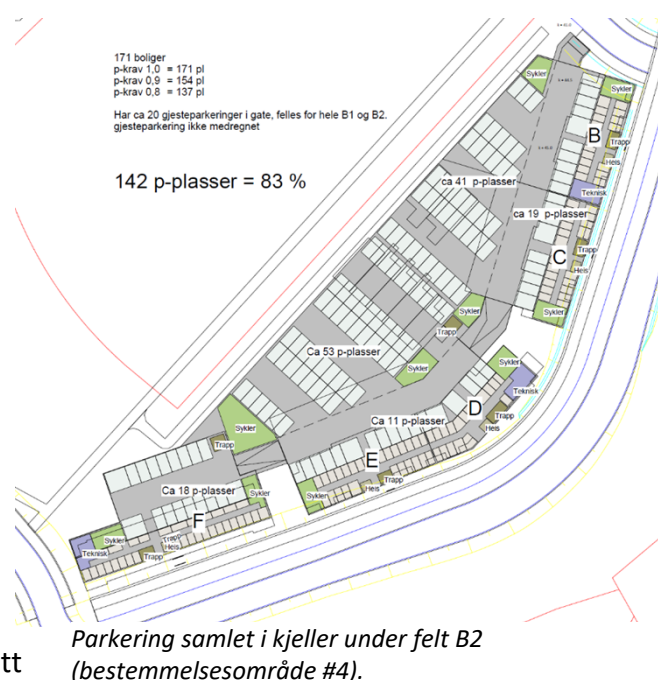 171 boliger
p-krav 1,0 = 171 pl
p-krav 0,9 = 154 pl
p-krav 0,8 = 137 pl
Har ca 20 gjesteparkeringer i gate, felles for hele B1 og B2.
gjesteparkering ikke medregnet
142 p-plasser = 83 %
Sykler
Sykler
B
Trapp
Heis
ca 41 p-plasser
Teknisk
ca 19 p-plasser
C
Trapp
Heis
Sykler
Trapp
Ca 53 p-plasser
Sykler
Sykler
Teknisk
D
Trapp
Heis
Sykler
Ca 11 p-plasser
Trapp
E
Ca 18 p-plasser
Sykler
Sykler
Heis
Trapp
F
Sykler
Teknisk
Heis
Trapp
tt
Parkering samlet i kjeller under felt B2
(bestemmelsesområde #4).